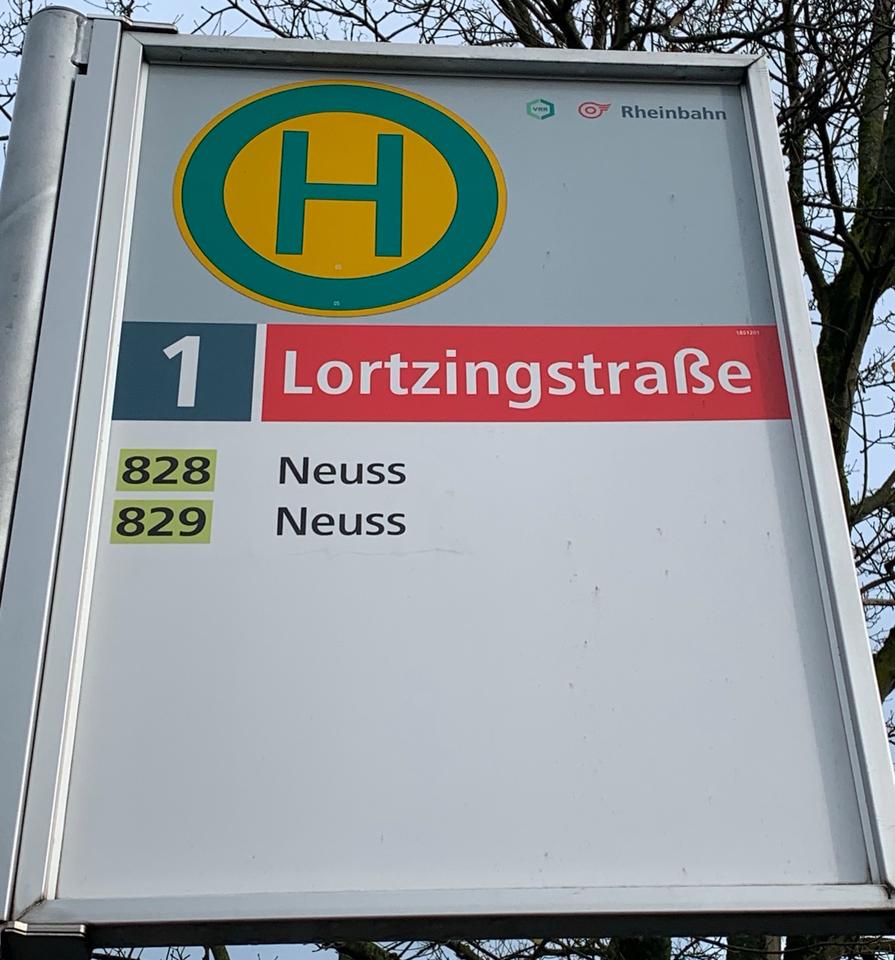 H
VRR
Rheinbahn
1 Lortzingstraße
828 Neuss
829 Neuss